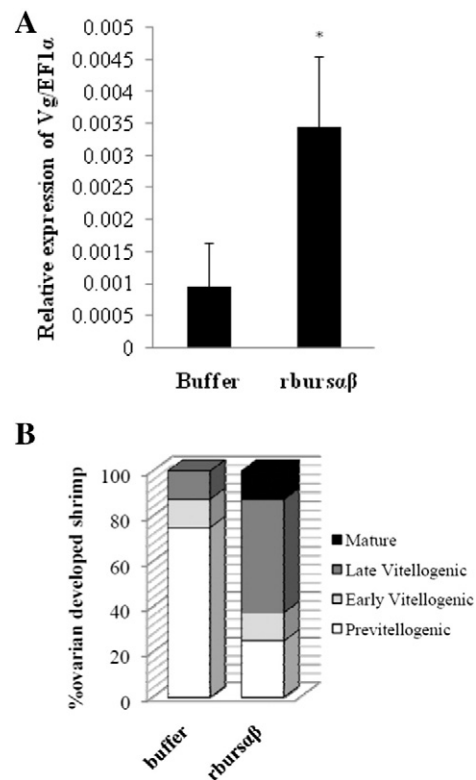 A
Relative expression of Vg/EF1α
0.005
0.0045
0.004
0.0035
0.003
0.0025
0.002
0.0015
0.001
0.0005
0
*
Buffer rbursαβ
B
%ovarian developed shrimp
100
80
60
40
20
0
buffer
rbursαβ
Mature
Late Vitellogenic
Early Vitellogenic
Previtellogenic